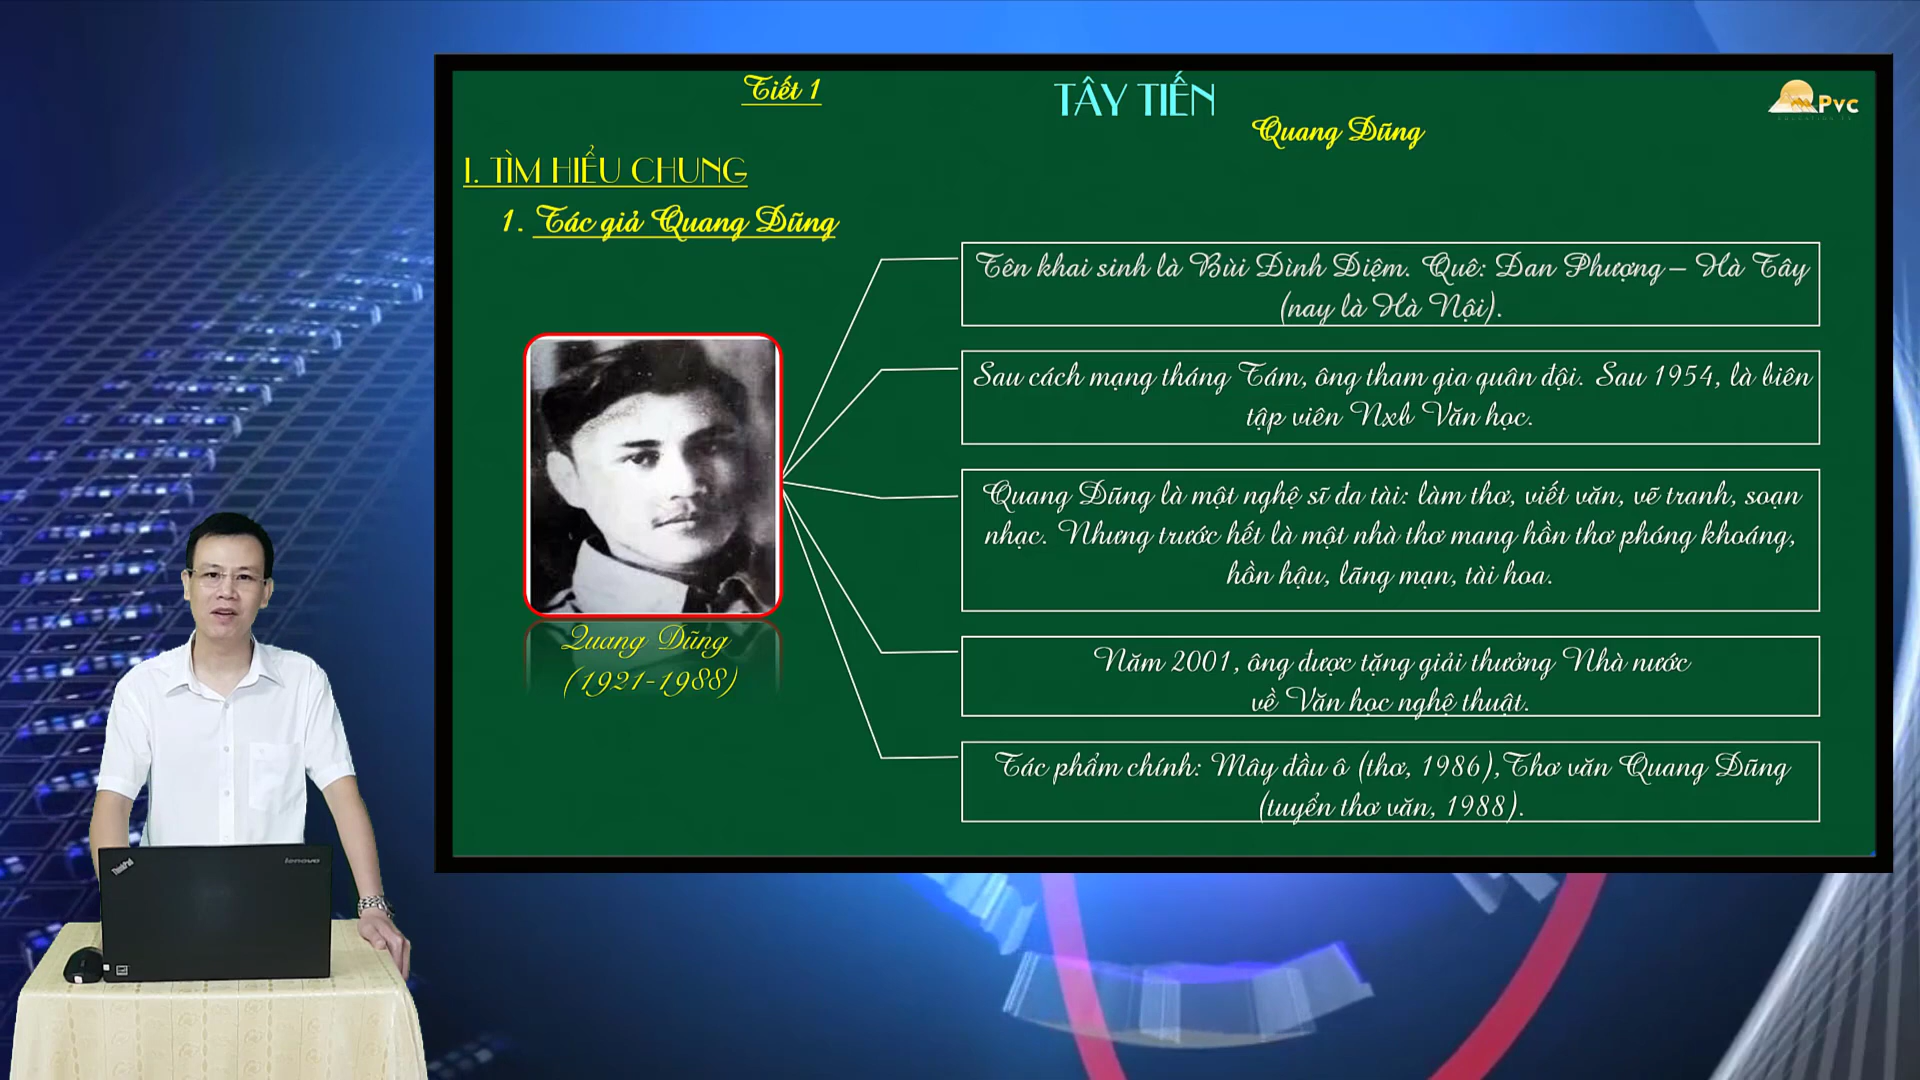 Tiết 1
TÂY TIẾN
Quang Dũng
Pvc
I. TÌM HIỂU CHUNG
1. Tác giả Quang Dũng
Tên khai sinh là Bùi Đình Diệm. Quê: Đan Phượng – Hà Tây
(nay là Hà Nội).
Sau cách mạng tháng Tám, ông tham gia quân đội. Sau 1954, là biên
tập viên Nxb Văn học.
Quang Dũng là một nghệ sĩ đa tài: làm thơ, viết văn, vẽ tranh, soạn
nhạc. Nhưng trước hết là một nhà thơ mang hồn thơ phóng khoáng,
hồn hậu, lãng mạn, tài hoa.
Năm 2001, ông được tặng giải thưởng Nhà nước
về Văn học nghệ thuật.
Tác phẩm chính: Mây đầu ô (thơ, 1986),Thơ văn Quang Dũng
(tuyển thơ văn, 1988).
Quang Dũng
(1921-1988)
ThinkPad
lenovo